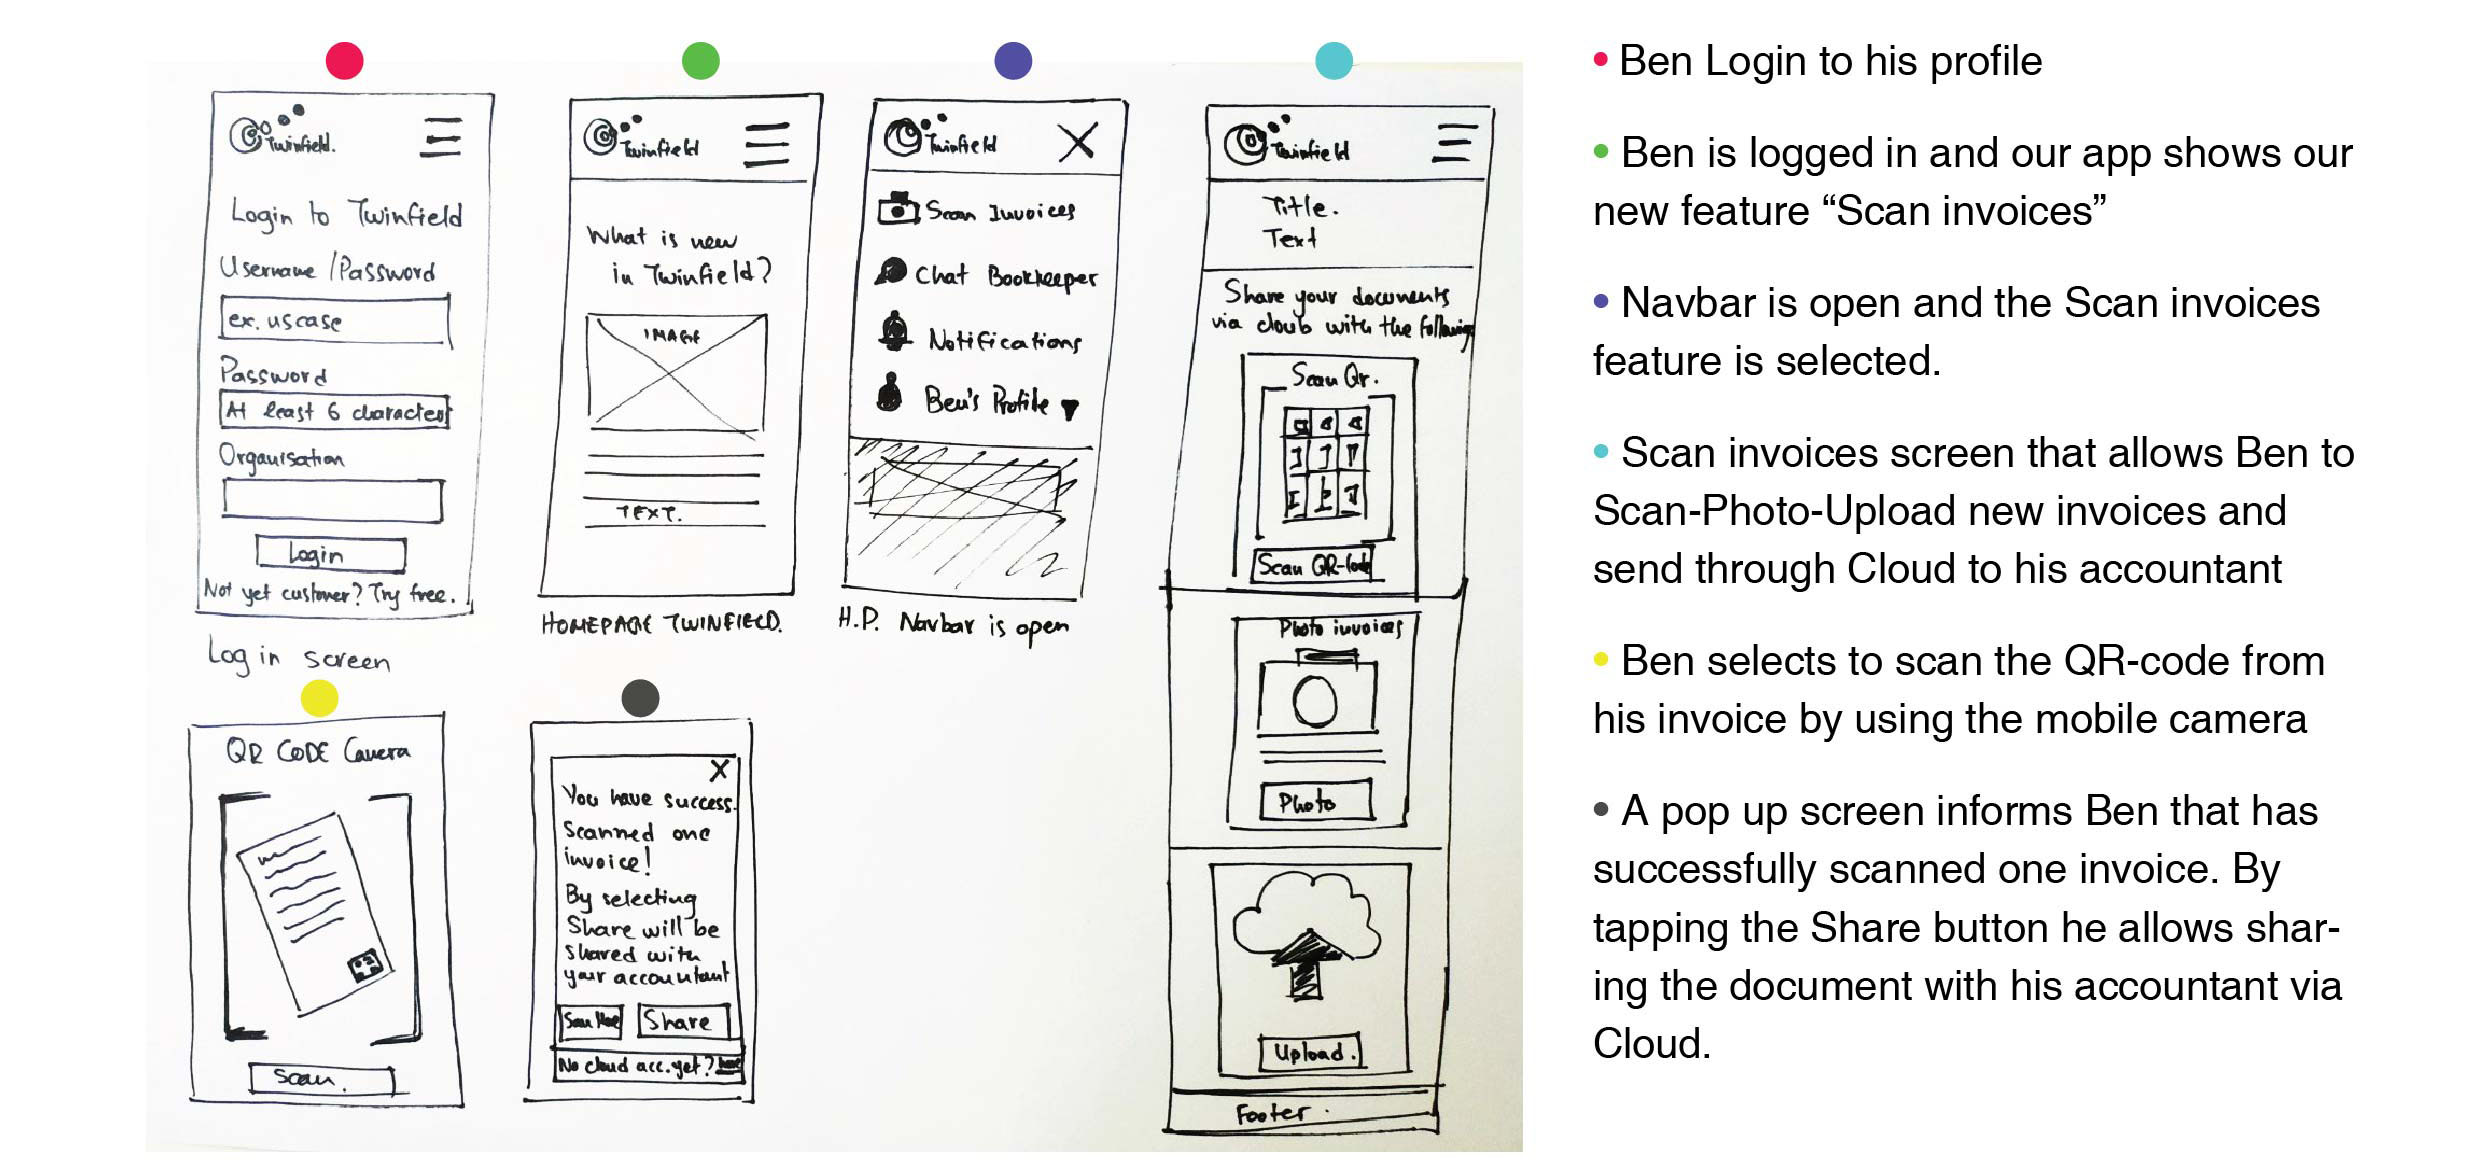 Twinfield.
Login to Twinfield
Username/Password
ex. uscase
Password
At least 6 characters
Organisation
Login
Not yet customer? Try free.
Log in screen
Twinfield
What is new
in Twinfield?
IMAGE
TEXT.
HOMEPAGE TWINFIELD.
Twinfield
Scan Invoices
Chat Bookkeeper
Notifications
Ben's Profile
H.P. Navbar is open
Twinfield
Title.
Text
Share your documents
via cloub with the following
Scan Qr.
Scan QR-Code
Photo invoices
Photo
Upload.
Footer.
QR CODE Camera
Scan.
X
You have success.
Scanned one
invoice!
By selecting
Share will be
shared with
your accountant
Scan More
Share
No cloud acc. yet?
• Ben Login to his profile
• Ben is logged in and our app shows our
new feature “Scan invoices”
• Navbar is open and the Scan invoices
feature is selected.
• Scan invoices screen that allows Ben to
Scan-Photo-Upload new invoices and
send through Cloud to his accountant
• Ben selects to scan the QR-code from
his invoice by using the mobile camera
• A pop up screen informs Ben that has
successfully scanned one invoice. By
tapping the Share button he allows shar-
ing the document with his accountant via
Cloud.